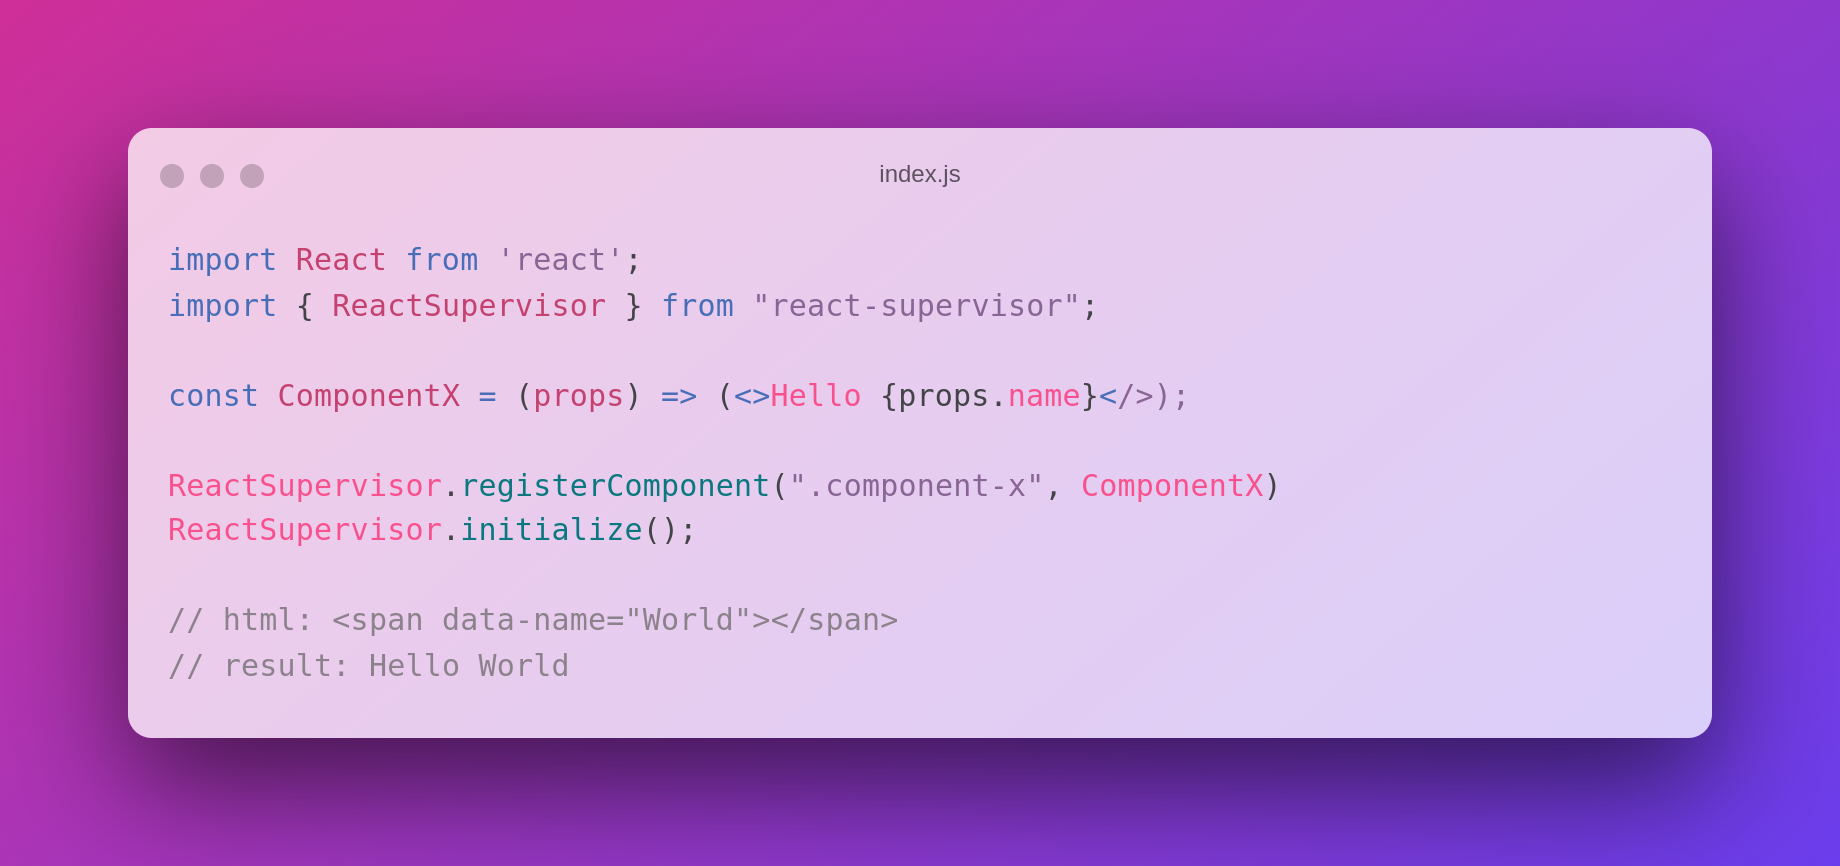 index.js
import React from 'react';
import { ReactSupervisor } from "react-supervisor";
const ComponentX = (props) => (<>Hello {props.name}</>);
ReactSupervisor.registerComponent(".component-x", ComponentX)
ReactSupervisor.initialize();
// html: <span data-name="World"></span>
// result: Hello World